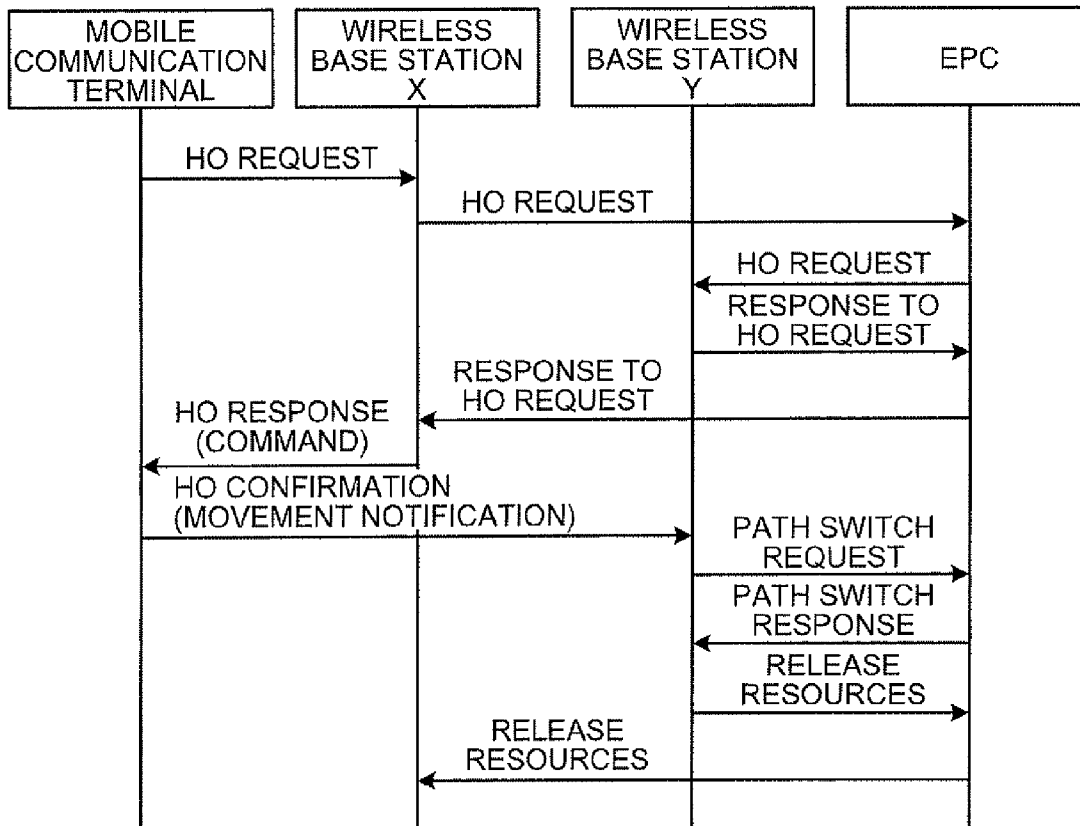 MOBILE
COMMUNICATION
TERMINAL
WIRELESS
BASE STATION
X
WIRELESS
BASE STATION
Y
EPC
HO REQUEST
HO REQUEST
HO REQUEST
RESPONSE TO
HO REQUEST
RESPONSE TO
HO REQUEST
HO RESPONSE
(COMMAND)
HO CONFIRMATION
(MOVEMENT NOTIFICATION)
PATH SWITCH
REQUEST
PATH SWITCH
RESPONSE
RELEASE
RESOURCES
RELEASE
RESOURCES